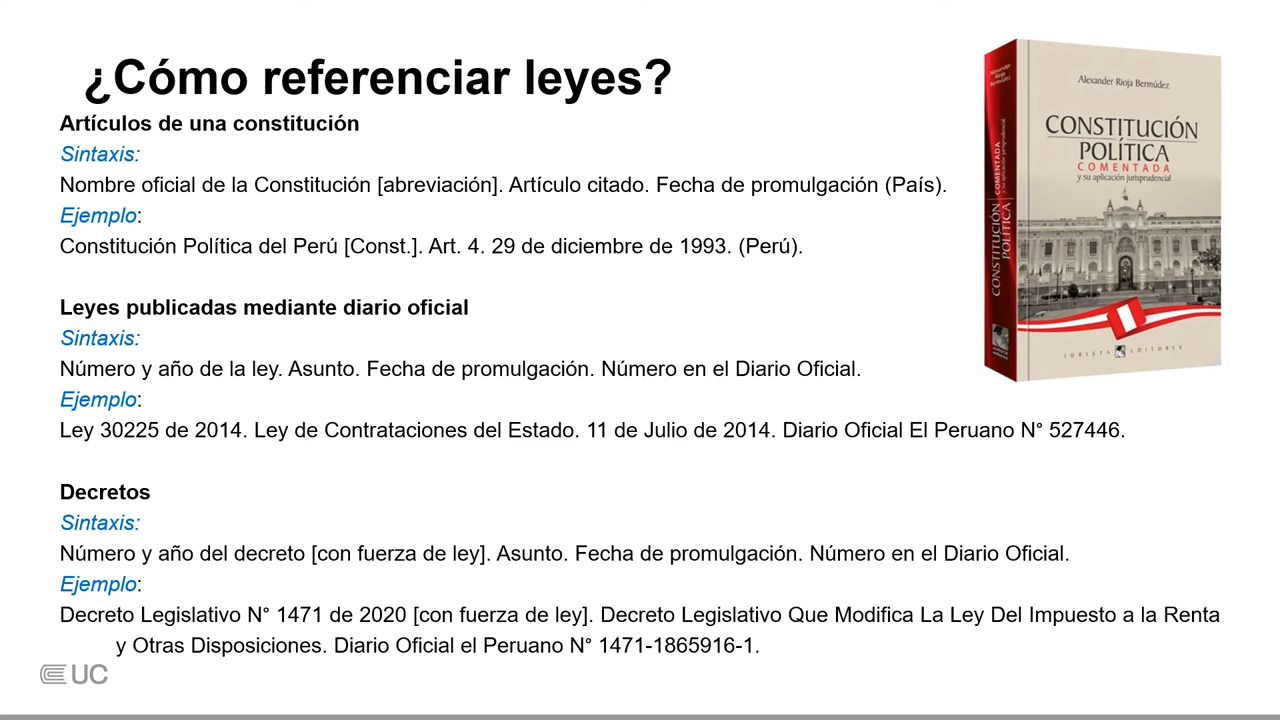 ¿Cómo referenciar leyes?
Artículos de una constitución
Sintaxis:
Nombre oficial de la Constitución [abreviación]. Artículo citado. Fecha de promulgación (País).
Ejemplo:
Constitución Política del Perú [Const.]. Art. 4. 29 de diciembre de 1993. (Perú).
Leyes publicadas mediante diario oficial
Sintaxis:
Número y año de la ley. Asunto. Fecha de promulgación. Número en el Diario Oficial.
Ejemplo:
Ley 30225 de 2014. Ley de Contrataciones del Estado. 11 de Julio de 2014. Diario Oficial El Peruano N° 527446.
Decretos
Sintaxis:
Número y año del decreto [con fuerza de ley]. Asunto. Fecha de promulgación. Número en el Diario Oficial.
Ejemplo:
Decreto Legislativo N° 1471 de 2020 [con fuerza de ley]. Decreto Legislativo Que Modifica La Ley Del Impuesto a la Renta
y Otras Disposiciones. Diario Oficial el Peruano N° 1471-1865916-1.
UC
Alexander Rioja Bermúdez
CONSTITUCIÓN
POLÍTICA
COMENTADA
y su aplicación jurisprudencial
JURISTA EDITORES
Alexander
Rioja
Bermúdez
CONSTITUCIÓN
POLÍTICA
COMENTADA
y su aplicación jurisprudencial